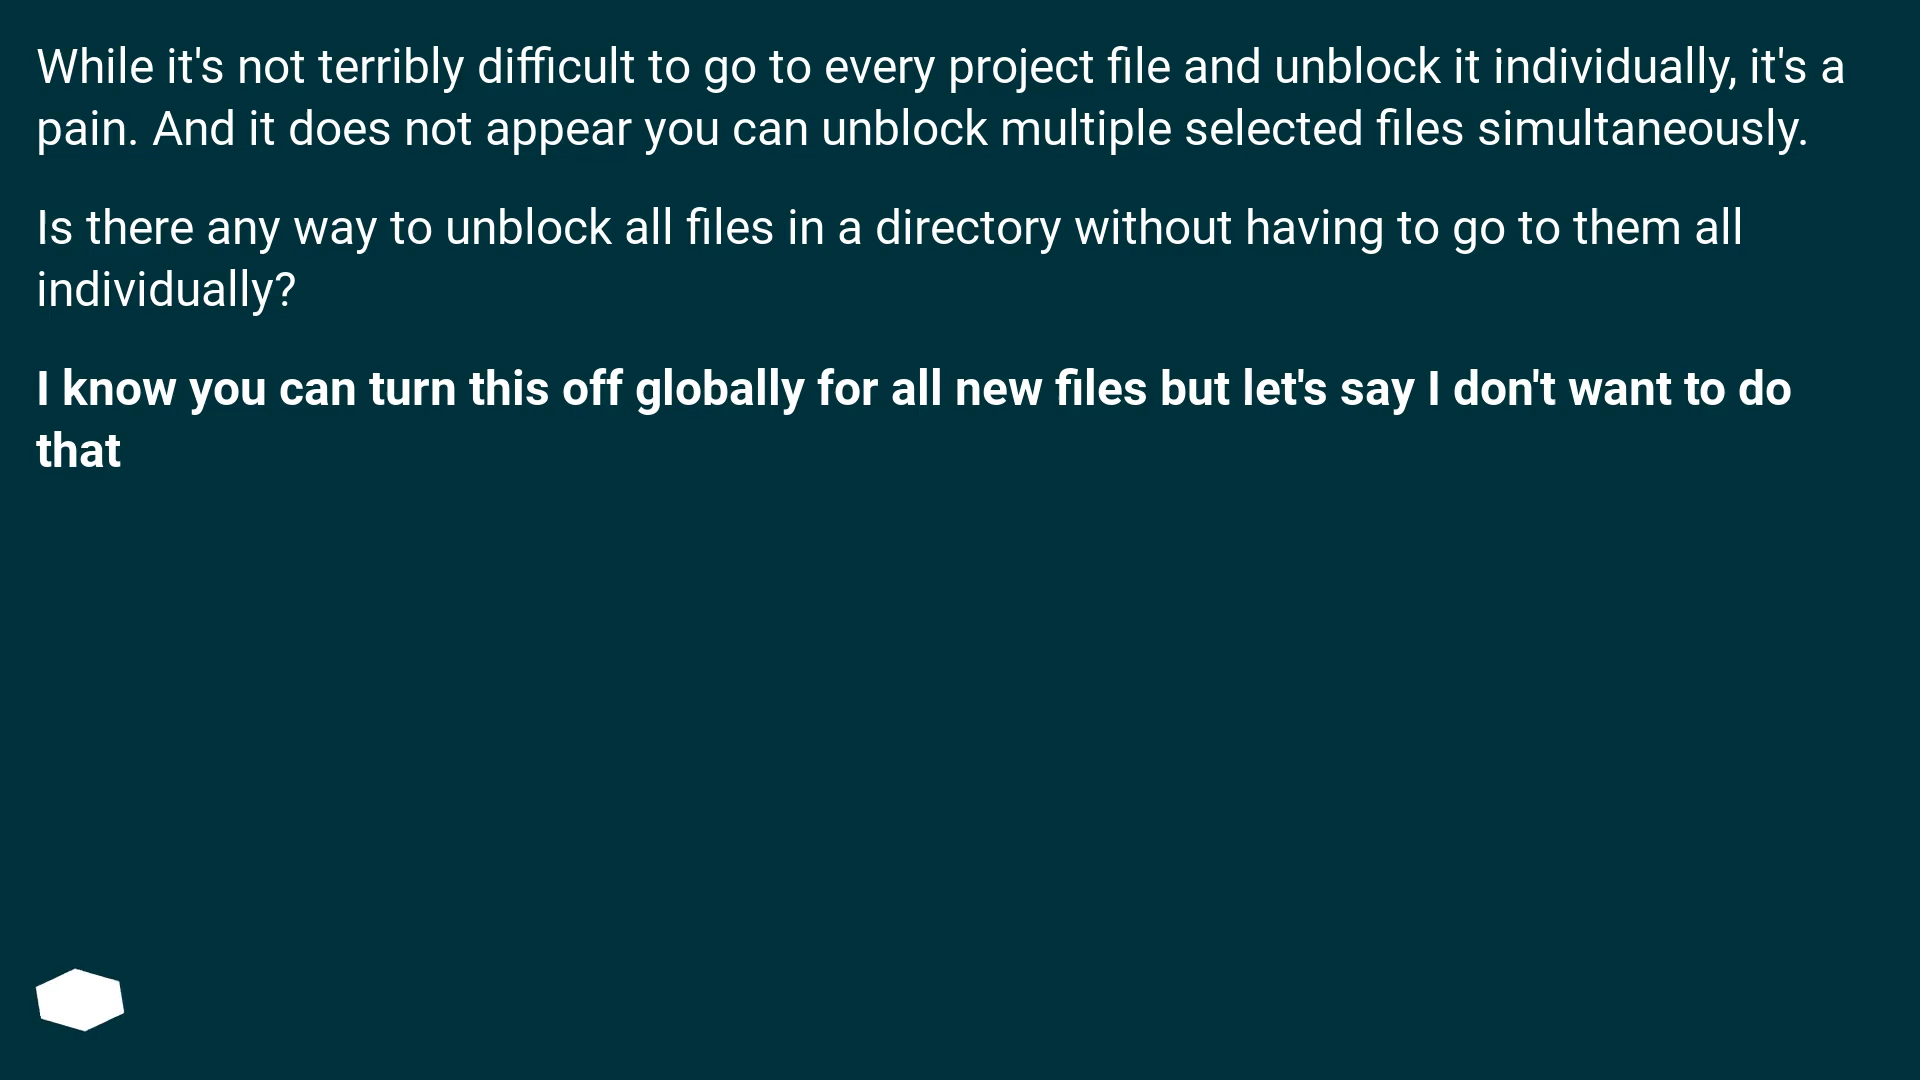 While it's not terribly difficult to go to every project file and unblock it individually, it's a
pain. And it does not appear you can unblock multiple selected files simultaneously.
Is there any way to unblock all files in a directory without having to go to them all
individually?
I know you can turn this off globally for all new files but let's say I don't want to do
that